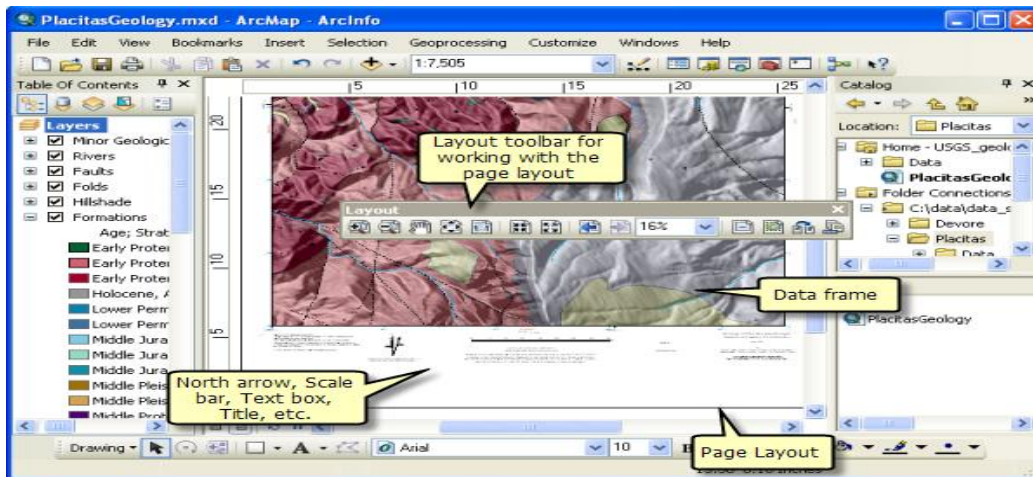 PlacitasGeology.mxd - ArcMap - ArcInfo
File Edit View Bookmarks Insert Selection Geoprocessing Customize Windows Help
1:7,505
Table Of Contents
Layers
Minor Geologic
Rivers
Faults
Folds
Hillshade
Formations
Age; Strat
Early Proter
Early Proter
Early Proter
Holocene, A
Lower Perm
Lower Perm
Middle Jura
Middle Jura
Middle Jura
Middle Pleis
Middle Pleis
Middle Prot
5 10 15 20 25
20
15
10
5
Layout toolbar for
working with the
page layout
Layout
16%
Data frame
North arrow, Scale
bar, Text box,
Title, etc.
Page Layout
Catalog
Location: Placitas
Home - USGS_geolo
Data
PlacitasGeolo
Folder Connections
C:\data\data_s
Devore
Placitas
Data
PlacitasGeology
Drawing A Arial 10 B